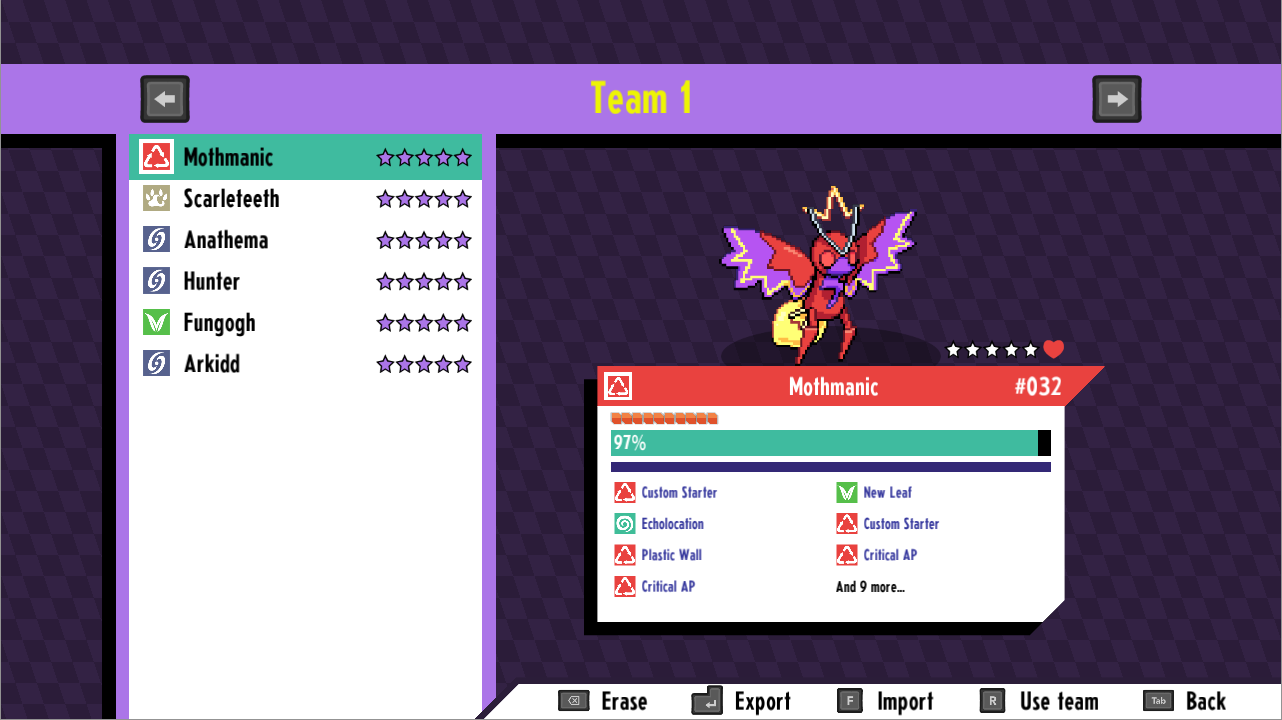 Team 1
Mothmanic
Scarleteeth
Anathema
Hunter
Fungogh
Arkidd
Mothmanic #032
97%
Custom Starter New Leaf
Echolocation Custom Starter
Plastic Wall Critical AP
Critical AP And 9 more...
Erase Export F Import R Use team Tab Back